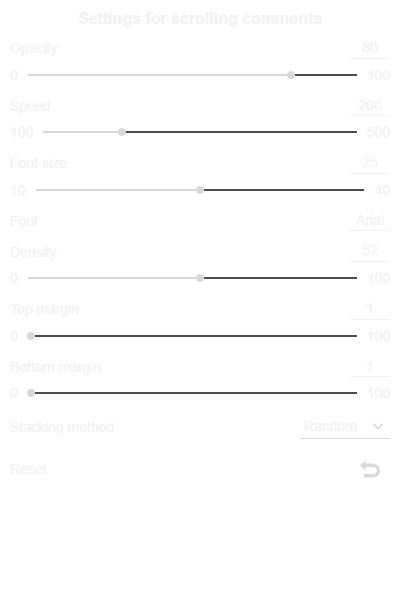 Settings for scrolling comments
Opacity 80
0 100
Speed 200
100 500
Font size 25
10 40
Font Arial
Density 52
0 100
Top margin 1
0 100
Bottom margin 1
0 100
Stacking method Random
Reset